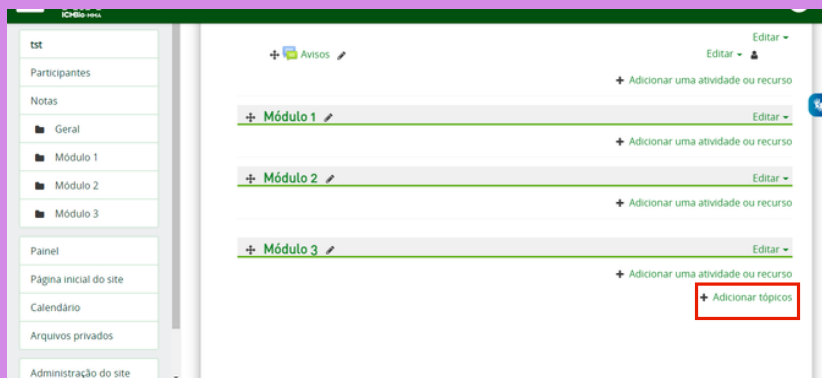 ICMBio-MMA
tst
Participantes
Notas
Geral
Módulo 1
Módulo 2
Módulo 3
Painel
Página inicial do site
Calendário
Arquivos privados
Administração do site
Editar
Avisos
Editar
Adicionar uma atividade ou recurso
Módulo 1
Editar
Adicionar uma atividade ou recurso
Módulo 2
Editar
Adicionar uma atividade ou recurso
Módulo 3
Editar
Adicionar uma atividade ou recurso
Adicionar tópicos